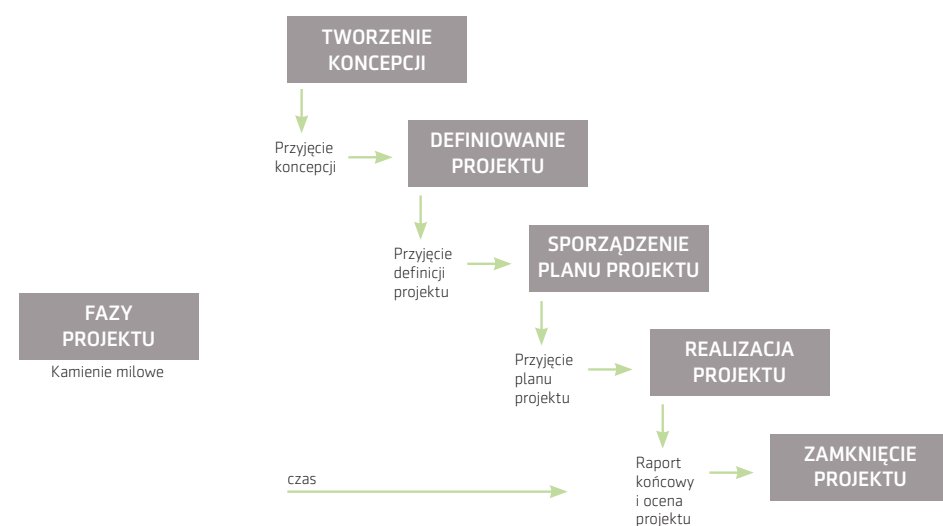 TWORZENIE
KONCEPCJI
Przyjęcie
koncepcji
DEFINIOWANIE
PROJEKTU
Przyjęcie
definicji
projektu
SPORZĄDZENIE
PLANU PROJEKTU
FAZY
PROJEKTU
Kamienie milowe
Przyjęcie
planu
projektu
REALIZACJA
PROJEKTU
Raport
końcowy
i ocena
projektu
ZAMKNIĘCIE
PROJEKTU
czas